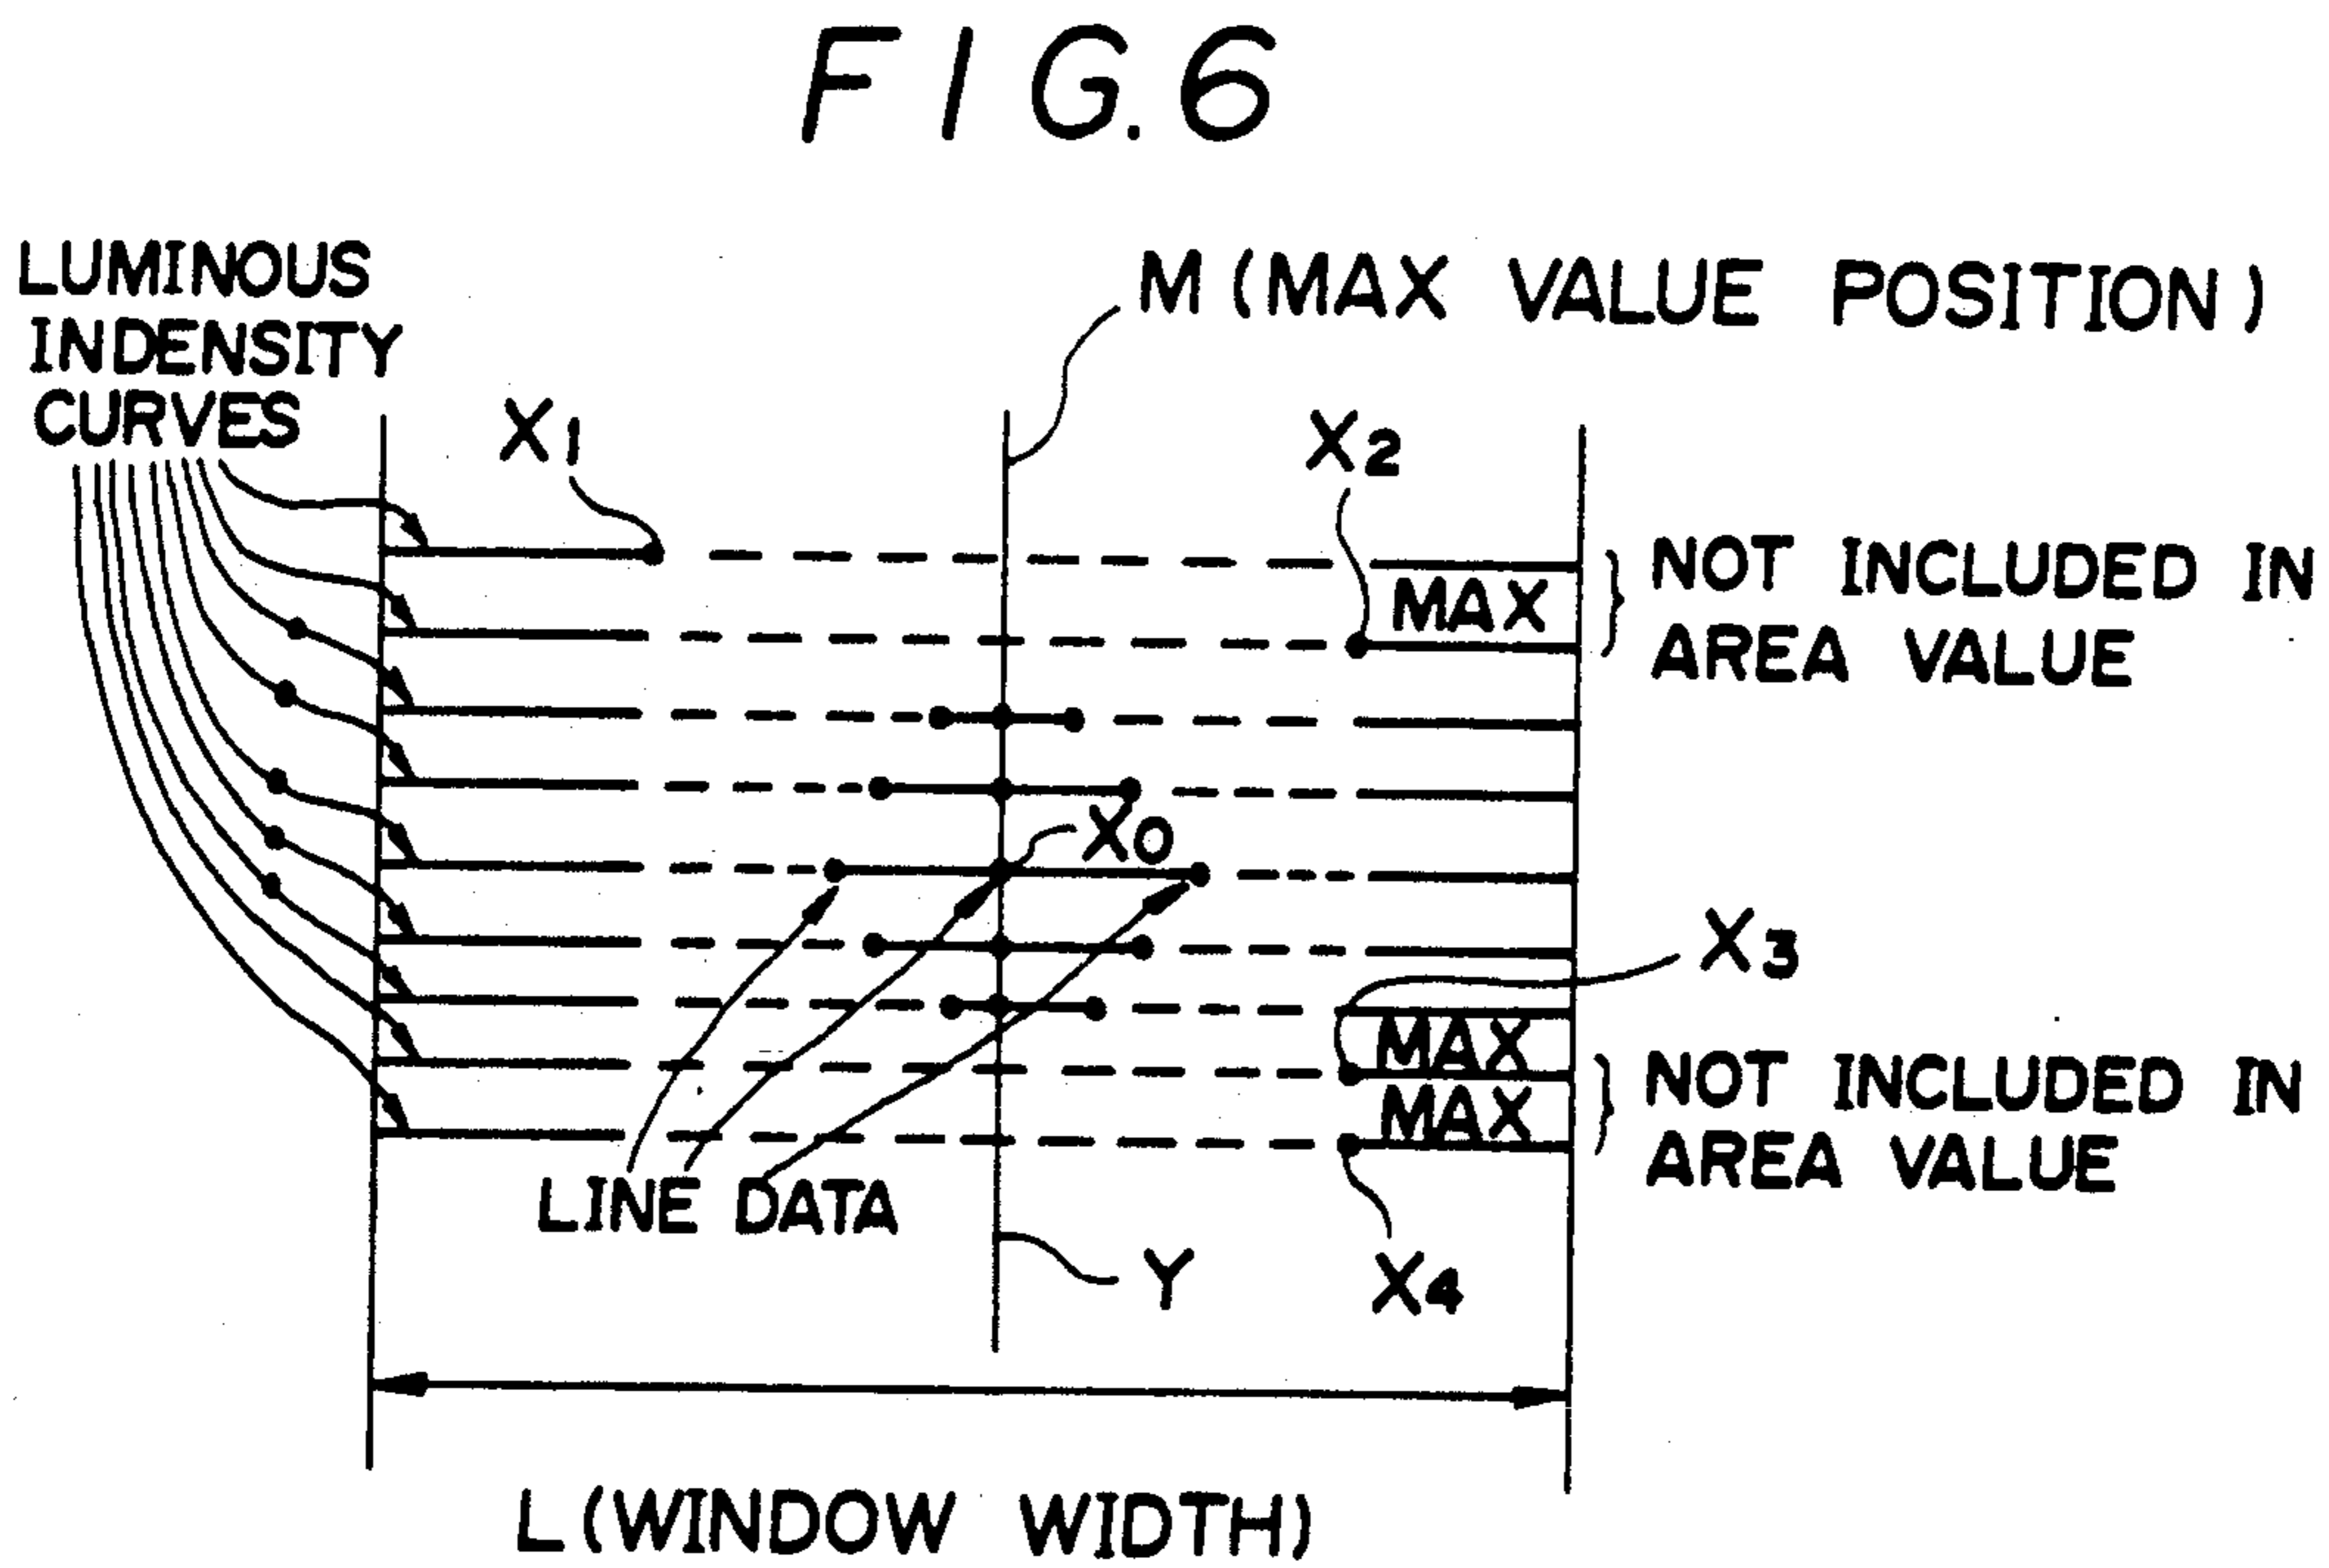 FIG.6
LUMINOUS
INDENSITY
CURVES
M (MAX VALUE POSITION)
X1
X2
MAX
NOT INCLUDED IN
AREA VALUE
X0
X3
MAX
MAX
NOT INCLUDED IN
AREA VALUE
LINE DATA
Y
X4
L (WINDOW WIDTH)